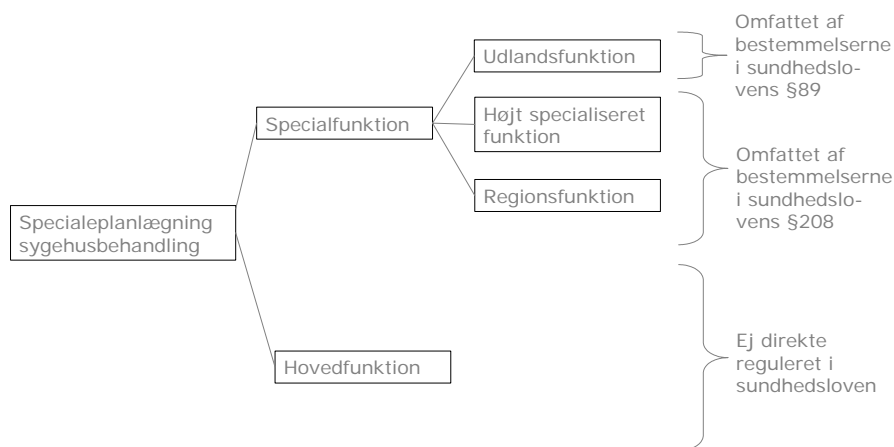 Specialeplanlægning
sygehusbehandling
Specialfunktion
Hovedfunktion
Udlandsfunktion
Højt specialiseret
funktion
Regionsfunktion
Omfattet af
bestemmelserne
i sundhedslo-
vens §89
Omfattet af
bestemmelserne
i sundhedslo-
vens §208
Ej direkte
reguleret i
sundhedsloven